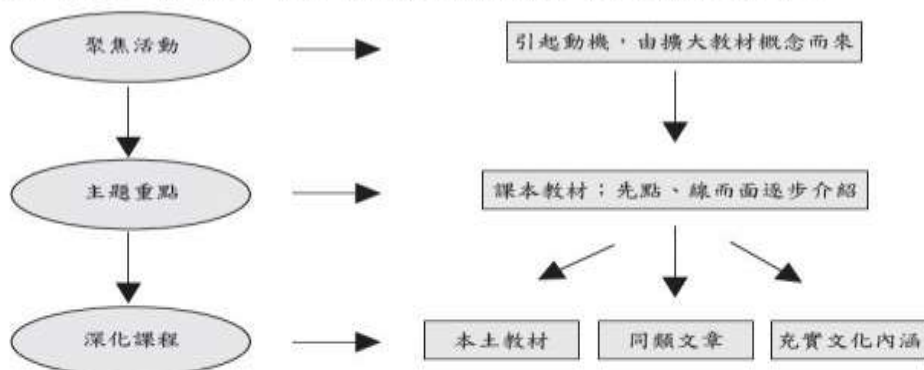 聚焦活動
引起動機，由擴大教材概念而來
主題重點
課本教材；先點、線而面逐步介紹
深化課程
本土教材
同類文章
充實文化內涵